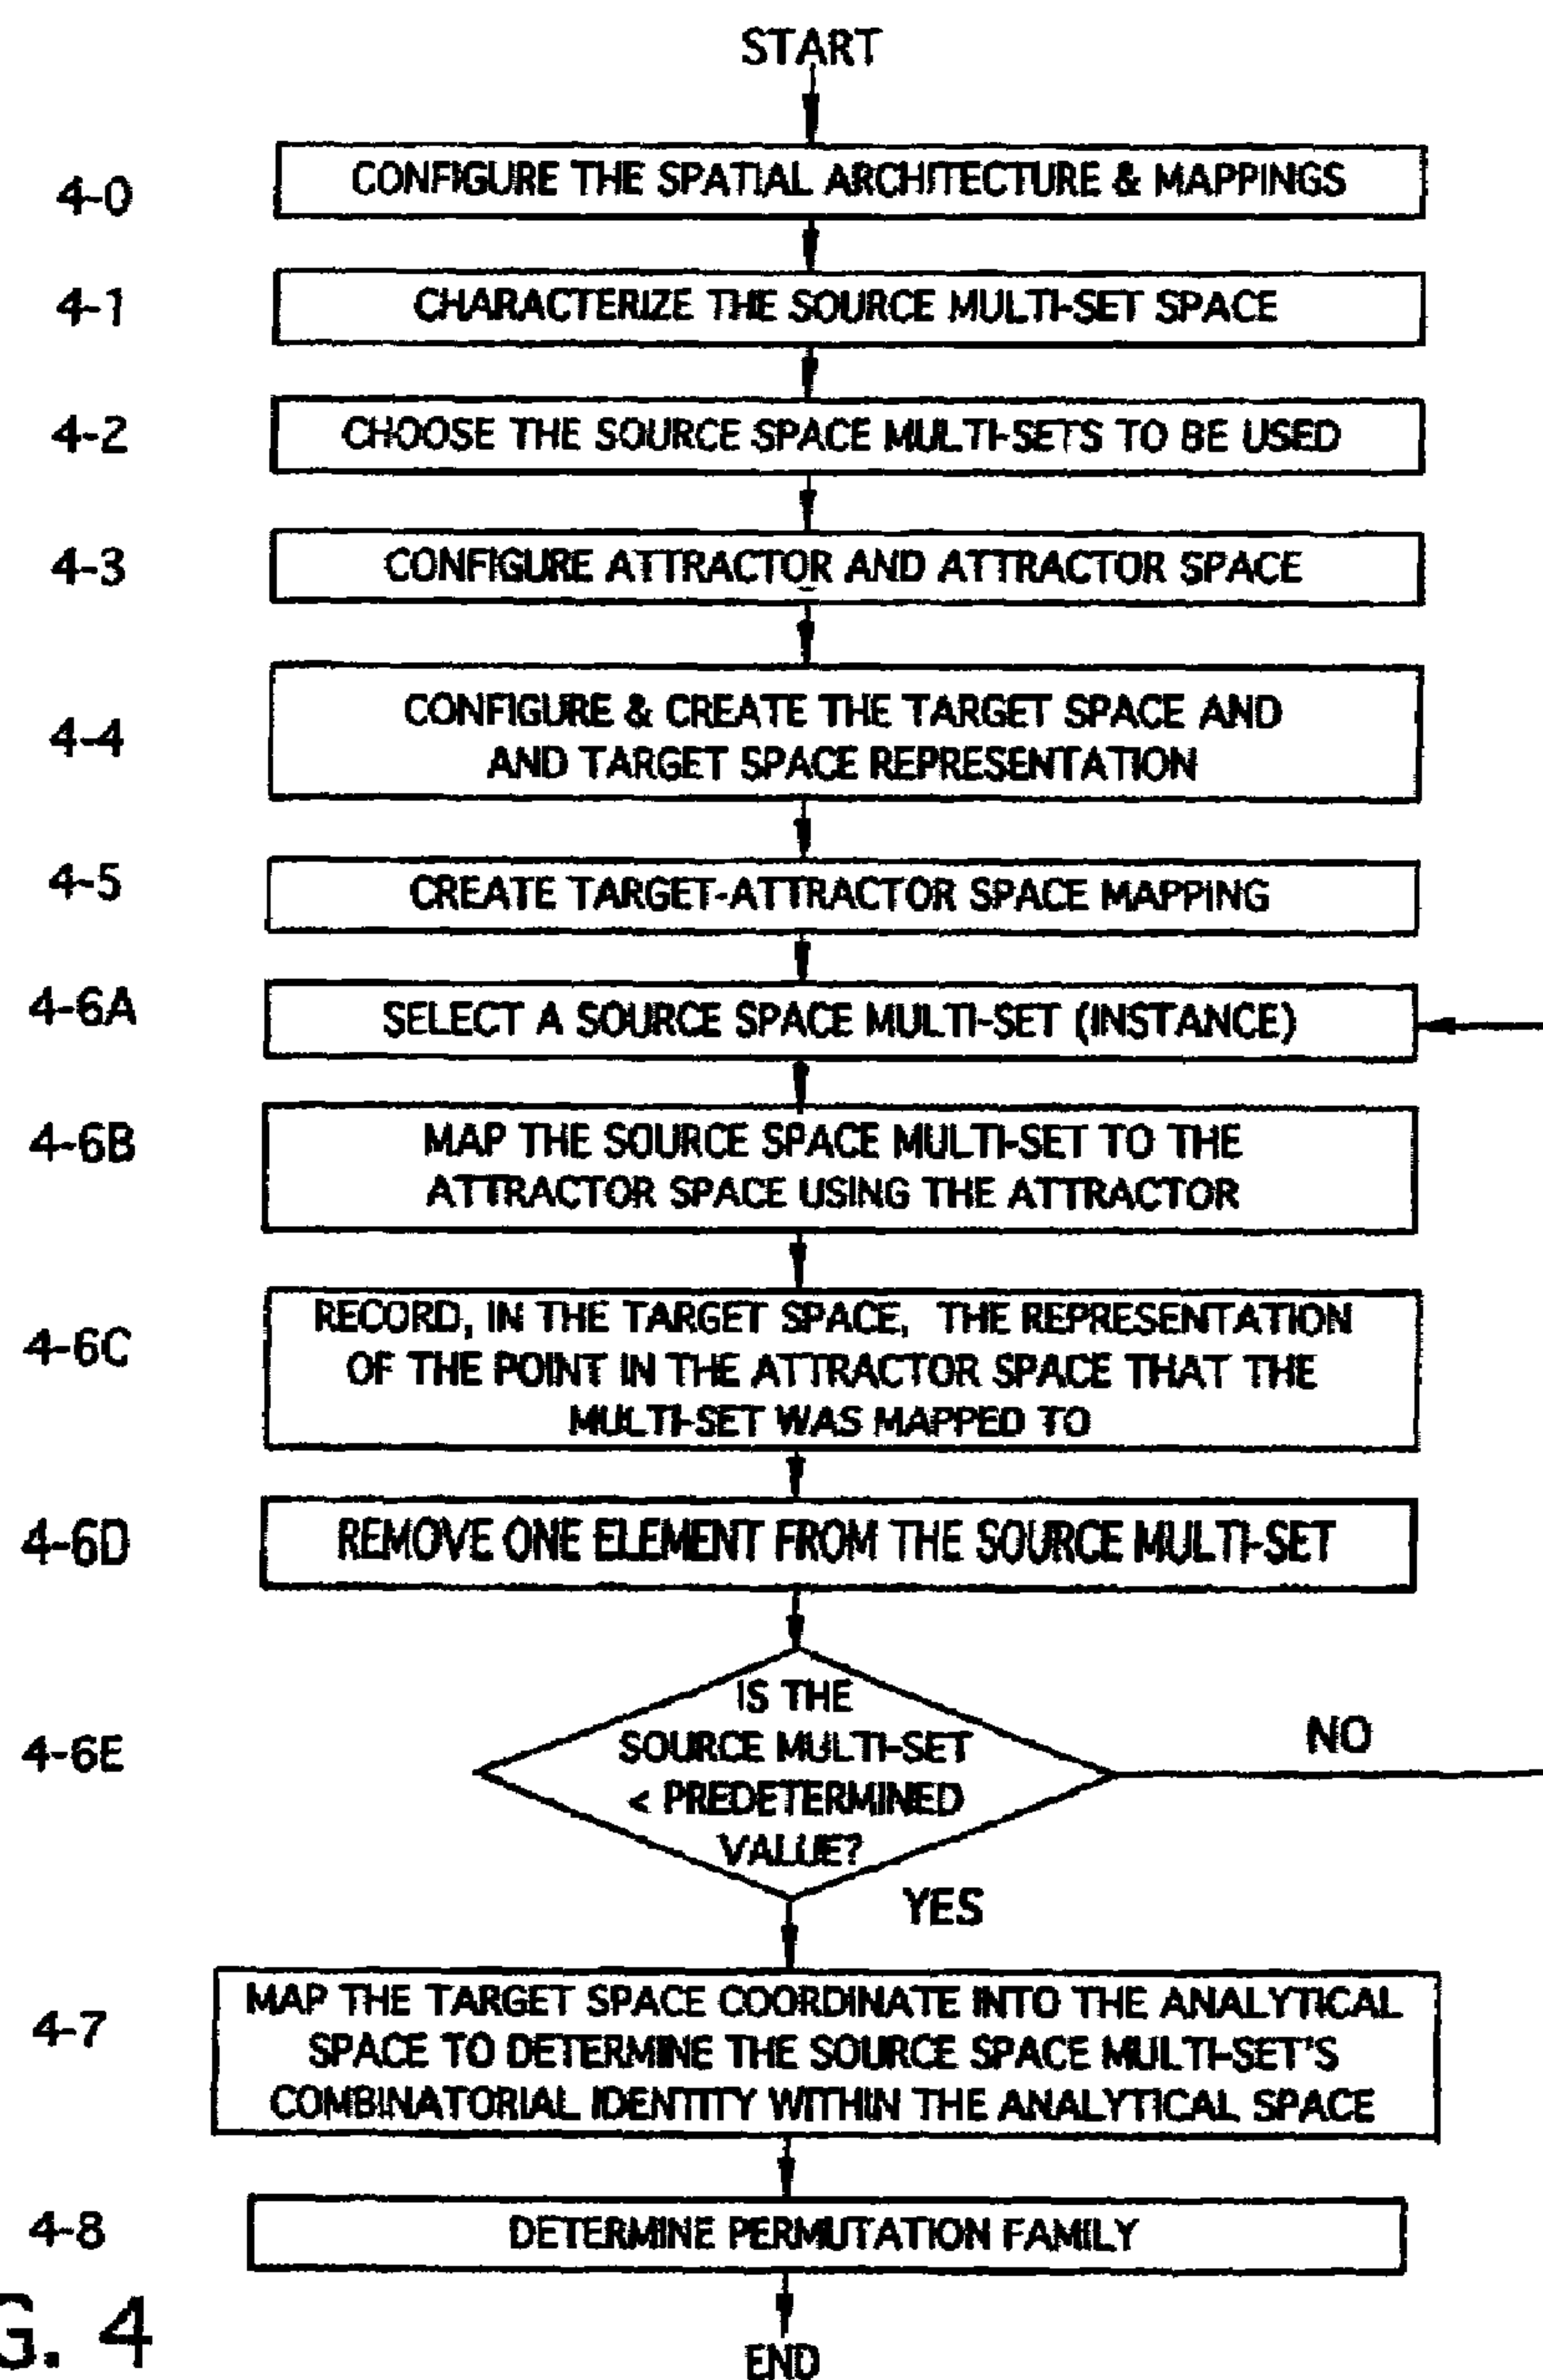 START
4-0
CONFIGURE THE SPATIAL ARCHITECTURE & MAPPINGS
4-1
CHARACTERIZE THE SOURCE MULTI-SET SPACE
4-2
CHOOSE THE SOURCE SPACE MULTI-SETS TO BE USED
4-3
CONFIGURE ATTRACTOR AND ATTRACTOR SPACE
4-4
CONFIGURE & CREATE THE TARGET SPACE AND
AND TARGET SPACE REPRESENTATION
4-5
CREATE TARGET-ATTRACTOR SPACE MAPPING
4-6A
SELECT A SOURCE SPACE MULTI-SET (INSTANCE)
4-6B
MAP THE SOURCE SPACE MULTI-SET TO THE
ATTRACTOR SPACE USING THE ATTRACTOR
4-6C
RECORD, IN THE TARGET SPACE, THE REPRESENTATION
OF THE POINT IN THE ATTRACTOR SPACE THAT THE
MULTI-SET WAS MAPPED TO
4-6D
REMOVE ONE ELEMENT FROM THE SOURCE MULTI-SET
4-6E
IS THE
SOURCE MULTI-SET
< PREDETERMINED
VALUE?
NO
YES
4-7
MAP THE TARGET SPACE COORDINATE INTO THE ANALYTICAL
SPACE TO DETERMINE THE SOURCE SPACE MULTI-SET'S
COMBINATORIAL IDENTITY WITHIN THE ANALYTICAL SPACE
4-8
DETERMINE PERMUTATION FAMILY
G. 4
END